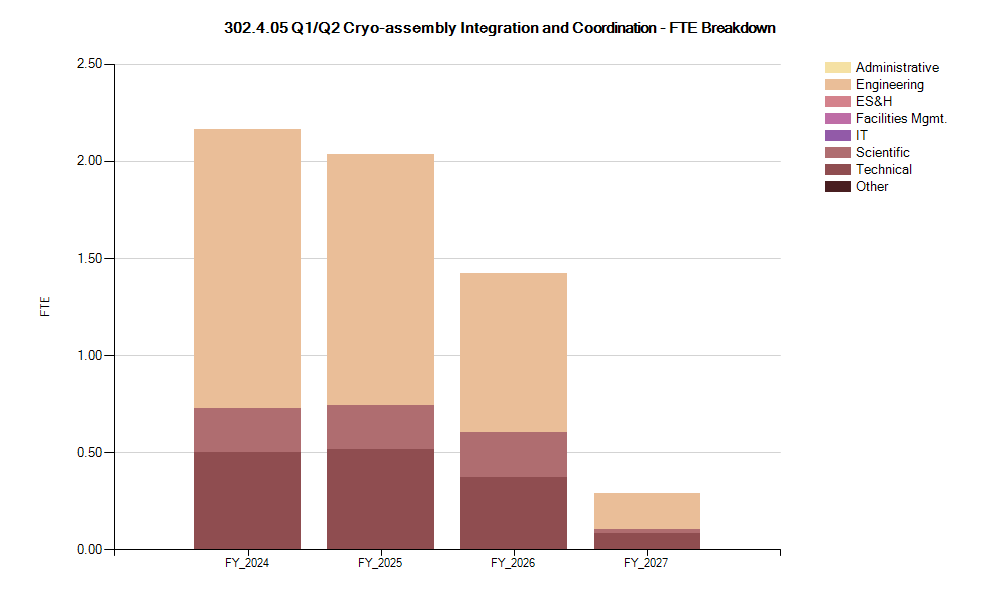 302.4.05 Q1/Q2 Cryo-assembly Integration and Coordination - FTE Breakdown
2.50
2.00
1.50
1.00
0.50
0.00
FTE
FY_2024
FY_2025
FY_2026
FY_2027
Administrative
Engineering
ES&H
Facilities Mgmt.
IT
Scientific
Technical
Other